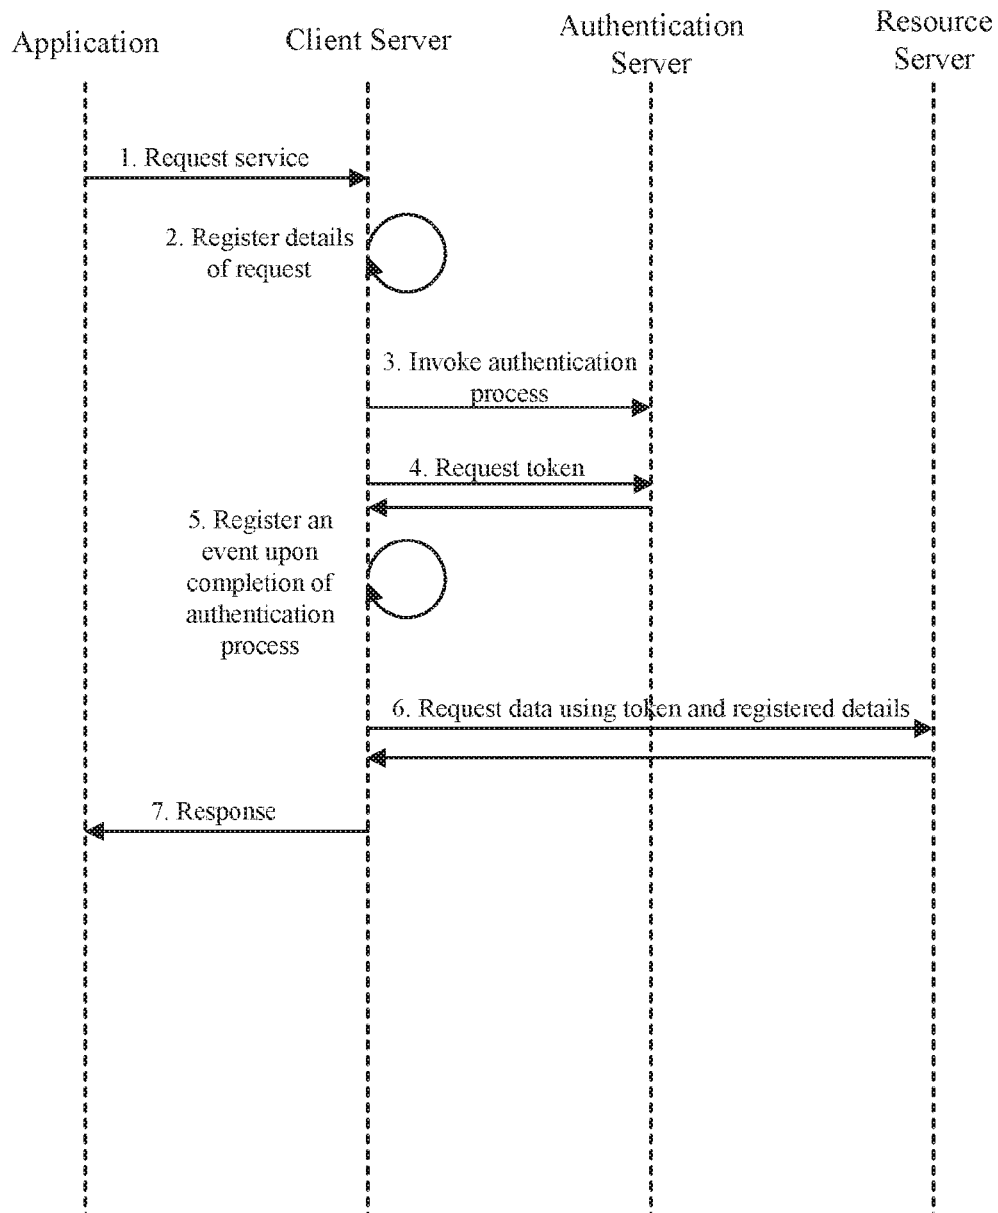 Application
Client Server
Authentication
Server
Resource
Server
1. Request service
2. Register details
of request
3. Invoke authentication
process
4. Request token
5. Register an
event upon
completion of
authentication
process
6. Request data using token and registered details
7. Response